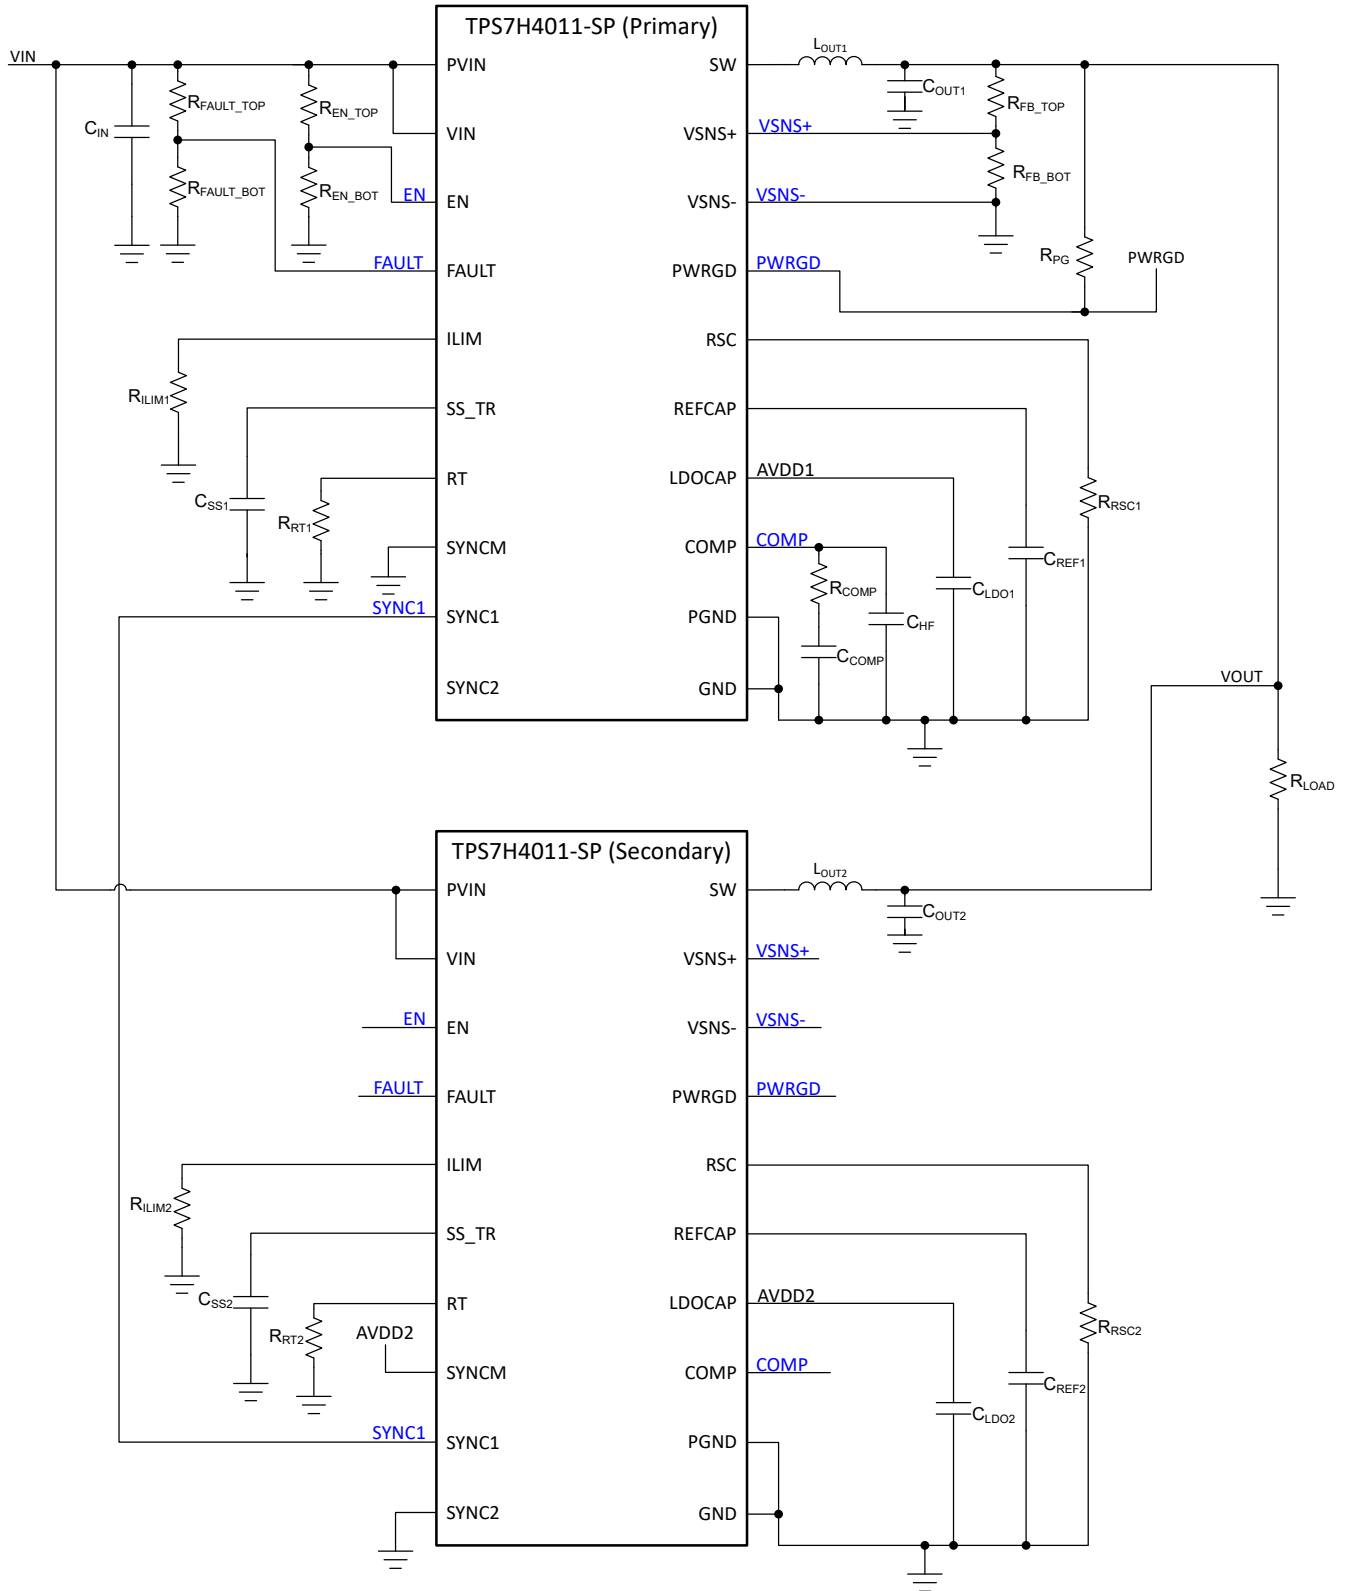 TPS7H4011-SP (Primary)
VIN
PVIN
SW
LOUT1
COUT1
RFAULT_TOP
REN_TOP
RFB_TOP
CIN
VIN
VSNS+
VSNS+
RFAULT_BOT
REN_BOT
RFB_BOT
EN
EN
VSNS-
VSNS-
RPG
PWRGD
FAULT
FAULT
PWRGD
PWRGD
ILIM
RSC
RILIM1
SS_TR
REFCAP
RT
LDOCAP
AVDD1
CSS1
RRT1
RRSC1
SYNCM
COMP
COMP
CREF1
RCOMP
CLDO1
SYNC1
SYNC1
PGND
CHF
CCOMP
SYNC2
GND
VOUT
RLOAD
TPS7H4011-SP (Secondary)
PVIN
SW
LOUT2
COUT2
VIN
VSNS+
VSNS+
EN
EN
VSNS-
VSNS-
FAULT
FAULT
PWRGD
PWRGD
ILIM
RSC
RILIM2
SS_TR
REFCAP
CSS2
RT
LDOCAP
AVDD2
RRT2
AVDD2
RRSC2
SYNCM
COMP
COMP
CREF2
CLDO2
SYNC1
SYNC1
PGND
SYNC2
GND